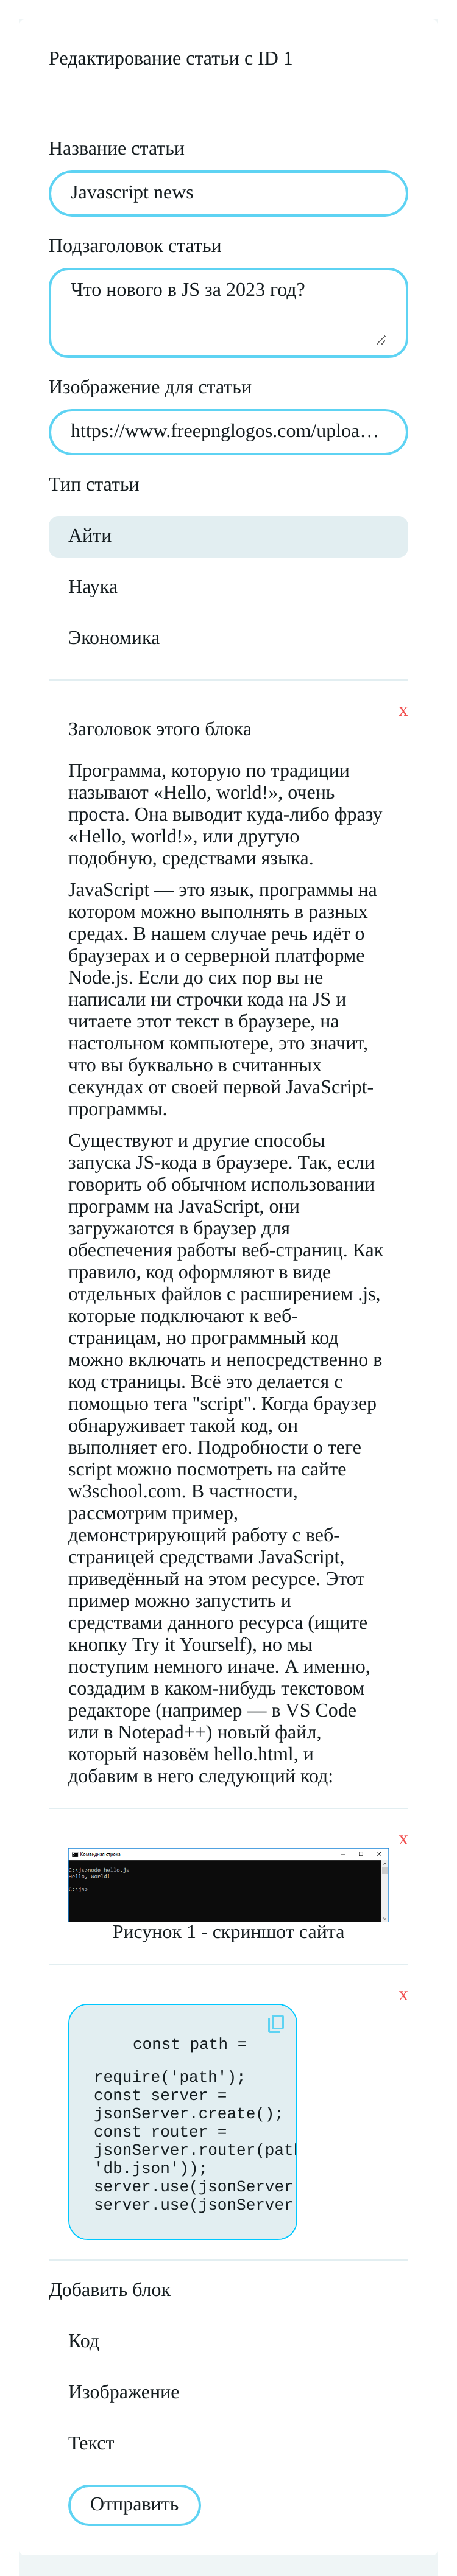 Редактирование статьи с ID 1
Название статьи
Javascript news
Подзаголовок статьи
Что нового в JS за 2023 год?
Изображение для статьи
https://www.freepnglogos.com/uploa…
Тип статьи
Айти
Наука
Экономика
x
Заголовок этого блока
Программа, которую по традиции
называют «Hello, world!», очень
проста. Она выводит куда-либо фразу
«Hello, world!», или другую
подобную, средствами языка.
JavaScript — это язык, программы на
котором можно выполнять в разных
средах. В нашем случае речь идёт о
браузерах и о серверной платформе
Node.js. Если до сих пор вы не
написали ни строчки кода на JS и
читаете этот текст в браузере, на
настольном компьютере, это значит,
что вы буквально в считанных
секундах от своей первой JavaScript-
программы.
Существуют и другие способы
запуска JS-кода в браузере. Так, если
говорить об обычном использовании
программ на JavaScript, они
загружаются в браузер для
обеспечения работы веб-страниц. Как
правило, код оформляют в виде
отдельных файлов с расширением .js,
которые подключают к веб-
страницам, но программный код
можно включать и непосредственно в
код страницы. Всё это делается с
помощью тега "script". Когда браузер
обнаруживает такой код, он
выполняет его. Подробности о теге
script можно посмотреть на сайте
w3school.com. В частности,
рассмотрим пример,
демонстрирующий работу с веб-
страницей средствами JavaScript,
приведённый на этом ресурсе. Этот
пример можно запустить и
средствами данного ресурса (ищите
кнопку Try it Yourself), но мы
поступим немного иначе. А именно,
создадим в каком-нибудь текстовом
редакторе (например — в VS Code
или в Notepad++) новый файл,
который назовём hello.html, и
добавим в него следующий код:
x
Командная строка
C:\js>node hello.js
Hello, World!
C:\js>
Рисунок 1 - скриншот сайта
x
const path =
require('path');
const server =
jsonServer.create();
const router =
jsonServer.router(path
'db.json'));
server.use(jsonServer
server.use(jsonServer
Добавить блок
Код
Изображение
Текст
Отправить